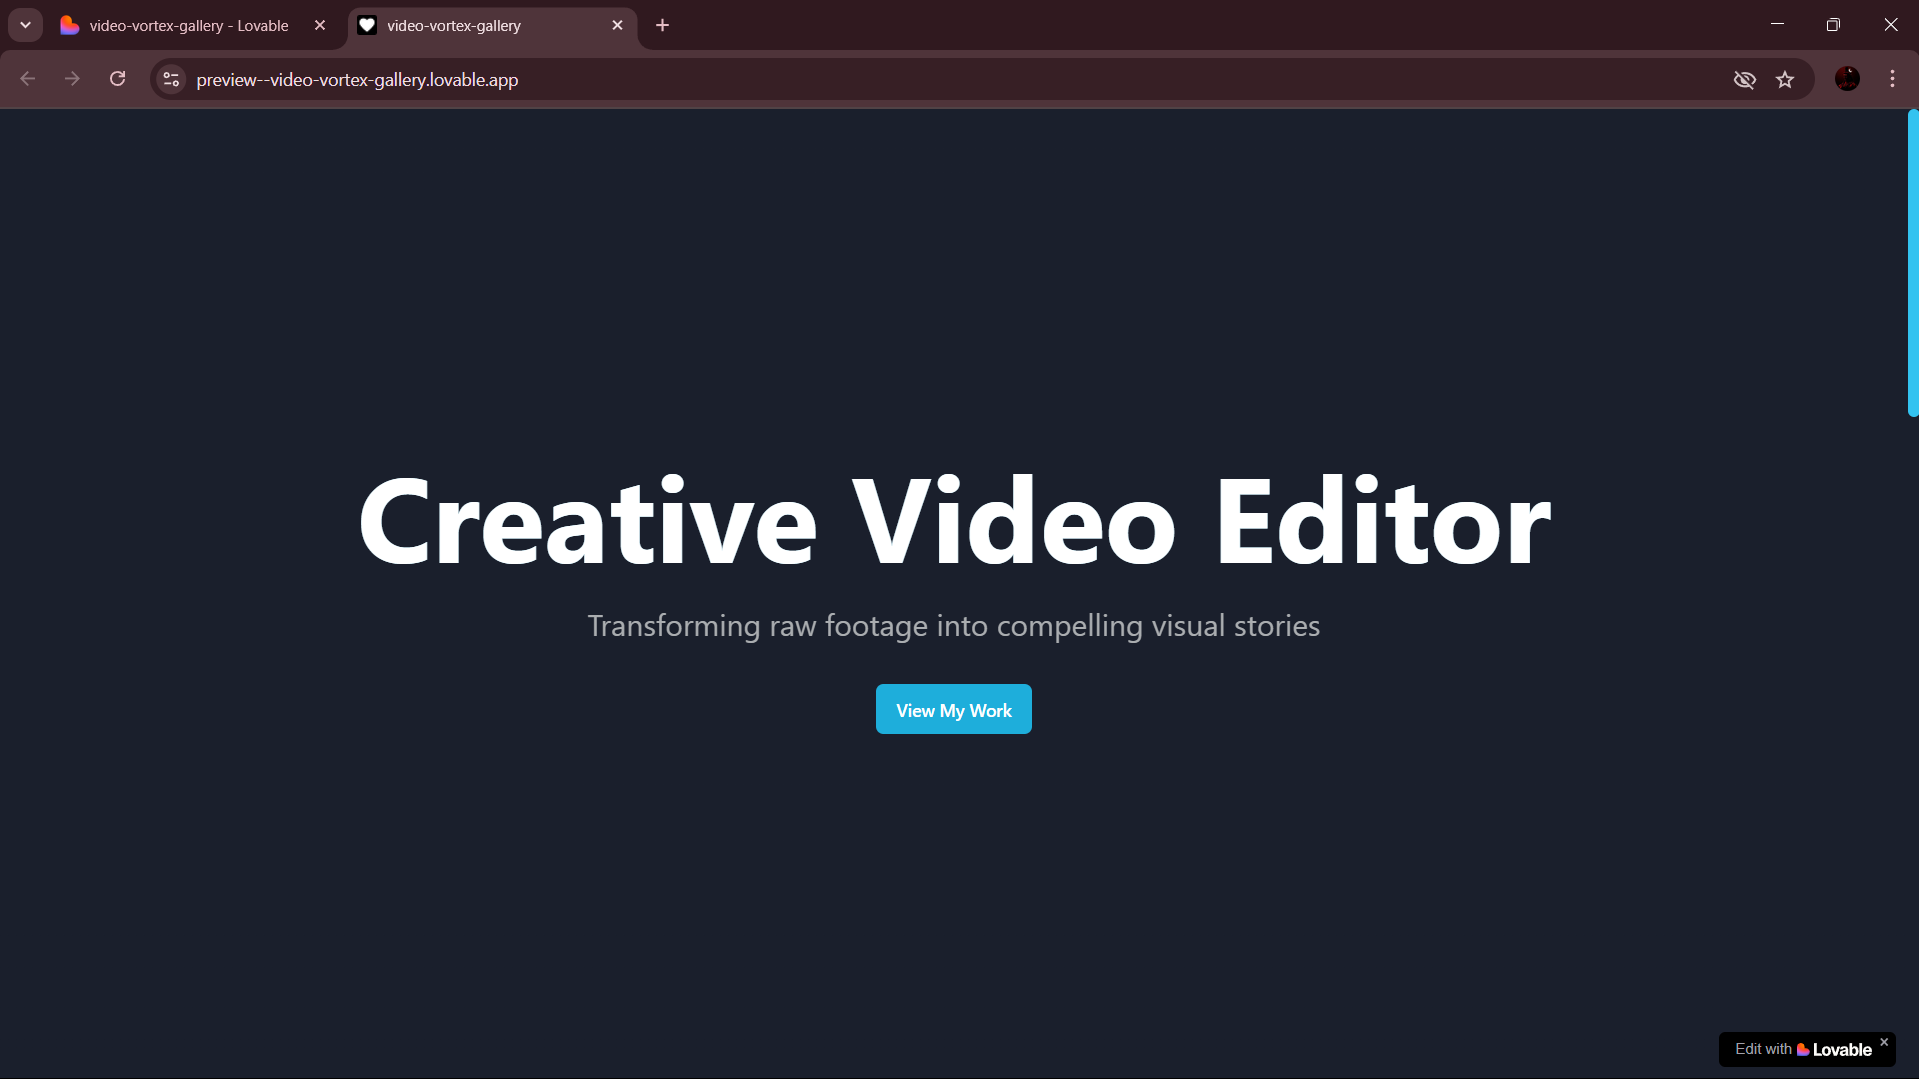 video-vortex-gallery - Lovable
video-vortex-gallery
preview--video-vortex-gallery.lovable.app
Creative Video Editor
Transforming raw footage into compelling visual stories
View My Work
Edit with Lovable